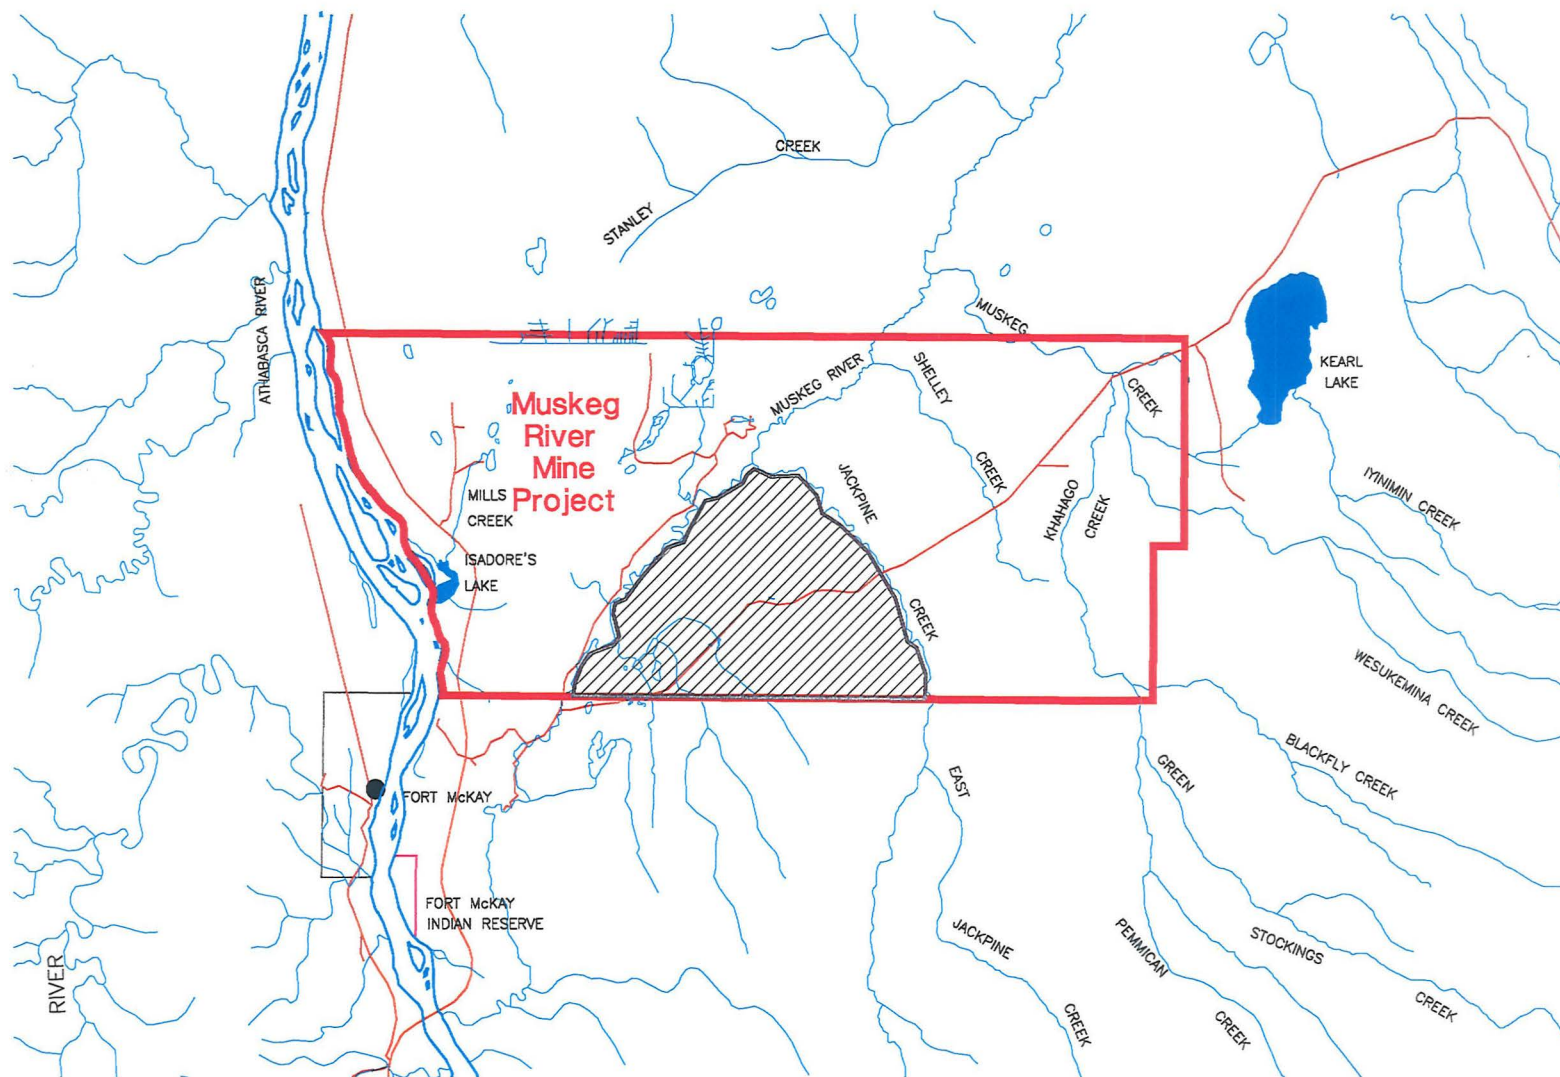 CREEK
STANLEY
ATHABASCA RIVER
MUSKEG
KEARL
LAKE
MUSKEG RIVER
SHELLEY
CREEK
Muskeg
River
Mine
Project
JACKPINE
CREEK
IYINIMIN CREEK
MILLS
CREEK
KHAHAGO
CREEK
ISADORE'S
LAKE
CREEK
WESUKEMINA CREEK
BLACKFLY CREEK
GREEN
EAST
FORT McKAY
FORT McKAY
INDIAN RESERVE
JACKPINE
PEMMICAN
STOCKINGS
RIVER
CREEK
CREEK
CREEK